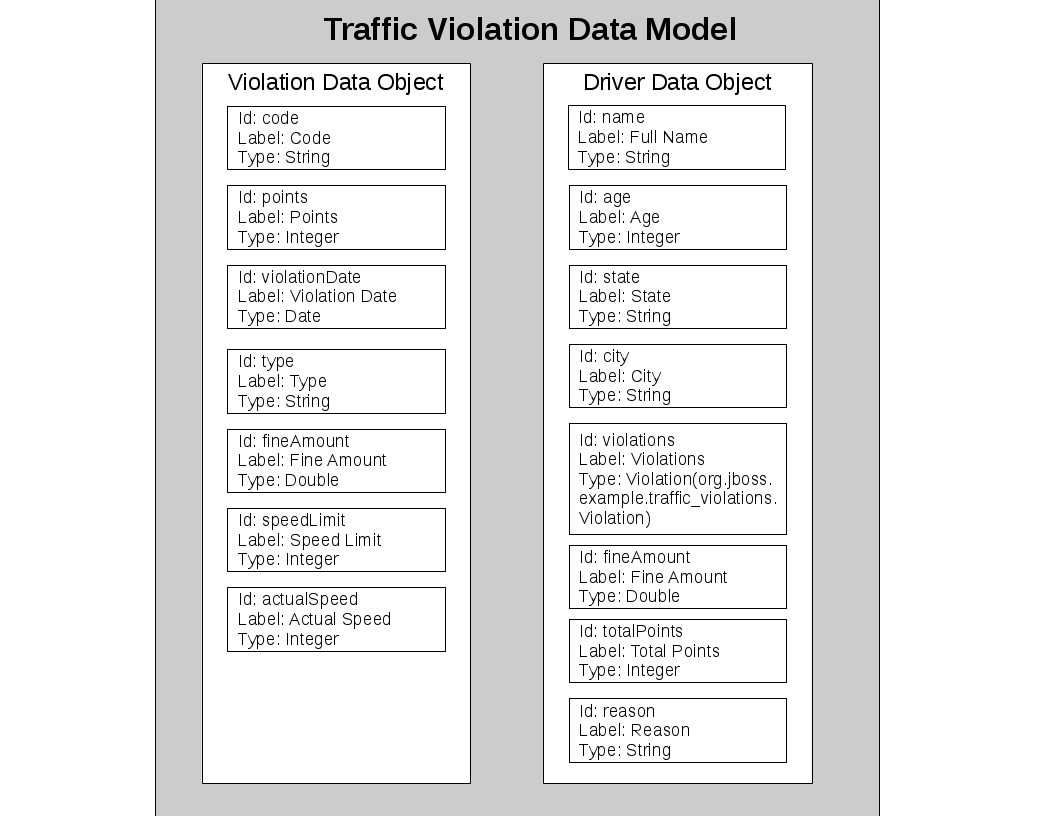 Traffic Violation Data Model
Violation Data Object
Id: code
Label: Code
Type: String
Id: points
Label: Points
Type: Integer
Id: violationDate
Label: Violation Date
Type: Date
Id: type
Label: Type
Type: String
Id: fineAmount
Label: Fine Amount
Type: Double
Id: speedLimit
Label: Speed Limit
Type: Integer
Id: actualSpeed
Label: Actual Speed
Type: Integer
Driver Data Object
Id: name
Label: Full Name
Type: String
Id: age
Label: Age
Type: Integer
Id: state
Label: State
Type: String
Id: city
Label: City
Type: String
Id: violations
Label: Violations
Type: Violation(org.jboss.
example.traffic_violations.
Violation)
Id: fineAmount
Label: Fine Amount
Type: Double
Id: totalPoints
Label: Total Points
Type: Integer
Id: reason
Label: Reason
Type: String